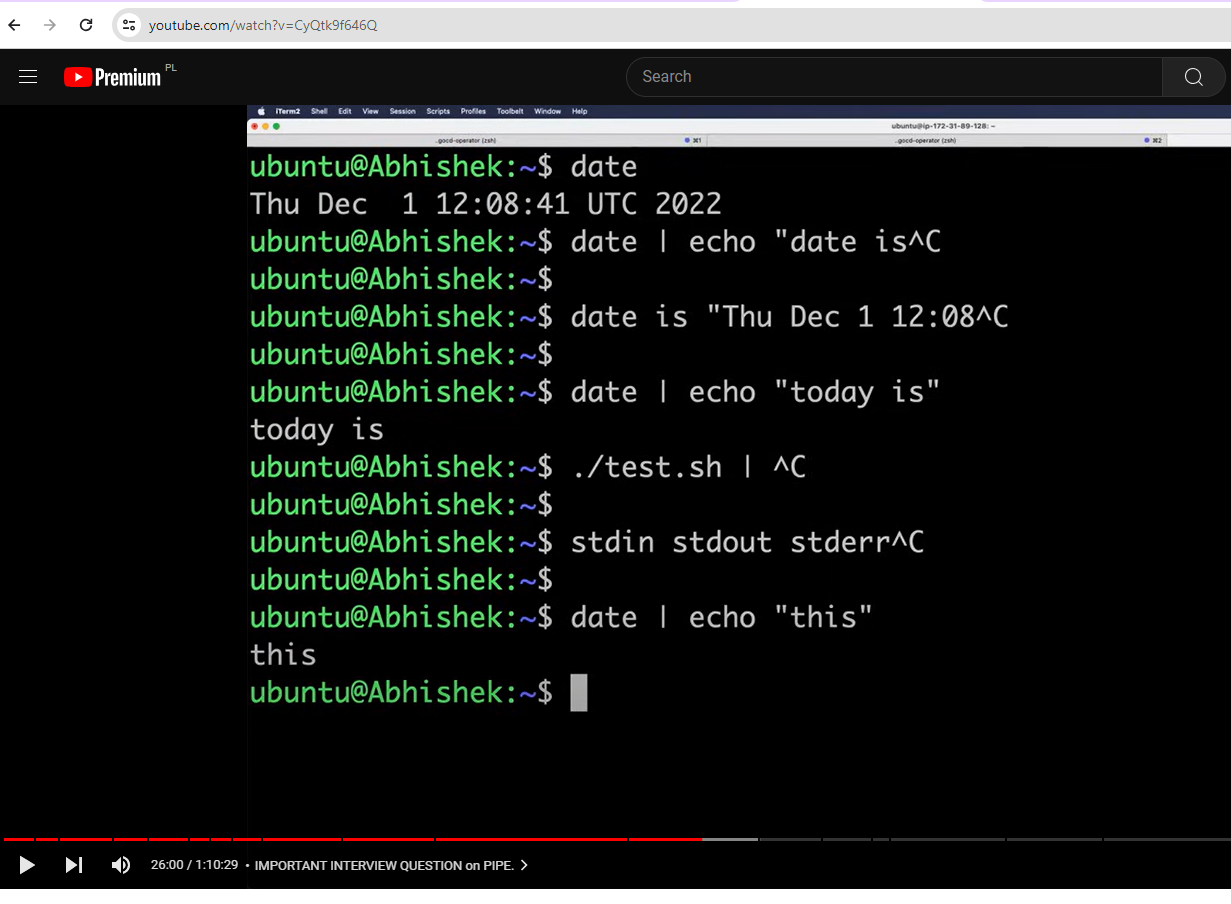 youtube.com/watch?v=CyQtk9f646Q
Premium PL
Search
iTerm2 Shell Edit View Session Scripts Profiles Toolbelt Window Help
ubuntu@ip-172-31-89-128: ~
..gocd-operator (zsh) ⌘1 ..gocd-operator (zsh) ⌘2
ubuntu@Abhishek:~$ date
Thu Dec  1 12:08:41 UTC 2022
ubuntu@Abhishek:~$ date | echo "date is^C
ubuntu@Abhishek:~$
ubuntu@Abhishek:~$ date is "Thu Dec 1 12:08^C
ubuntu@Abhishek:~$
ubuntu@Abhishek:~$ date | echo "today is"
today is
ubuntu@Abhishek:~$ ./test.sh | ^C
ubuntu@Abhishek:~$
ubuntu@Abhishek:~$ stdin stdout stderr^C
ubuntu@Abhishek:~$
ubuntu@Abhishek:~$ date | echo "this"
this
ubuntu@Abhishek:~$
26:00 / 1:10:29 • IMPORTANT INTERVIEW QUESTION on PIPE. >